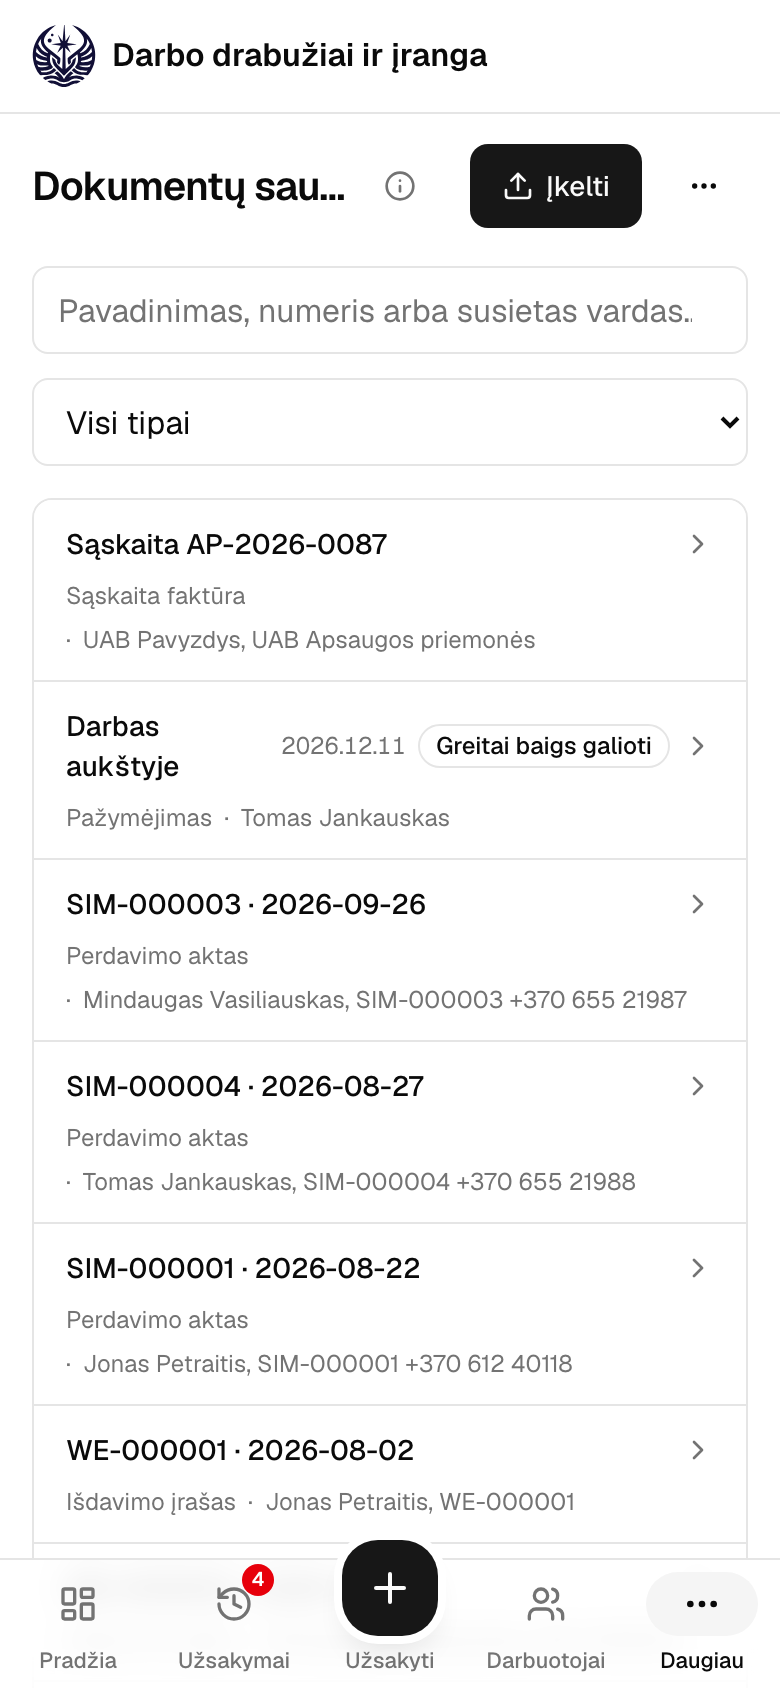 Darbo drabužiai ir įranga
Dokumentų sau...
Įkelti
Pavadinimas, numeris arba susietas vardas..
Visi tipai
Sąskaita AP-2026-0087
Sąskaita faktūra
· UAB Pavyzdys, UAB Apsaugos priemonės
Darbas
aukštyje
2026.12.11
Greitai baigs galioti
Pažymėjimas · Tomas Jankauskas
SIM-000003 · 2026-09-26
Perdavimo aktas
· Mindaugas Vasiliauskas, SIM-000003 +370 655 21987
SIM-000004 · 2026-08-27
Perdavimo aktas
· Tomas Jankauskas, SIM-000004 +370 655 21988
SIM-000001 · 2026-08-22
Perdavimo aktas
· Jonas Petraitis, SIM-000001 +370 612 40118
WE-000001 · 2026-08-02
Išdavimo įrašas · Jonas Petraitis, WE-000001
4
Pradžia
Užsakymai
Užsakyti
Darbuotojai
Daugiau